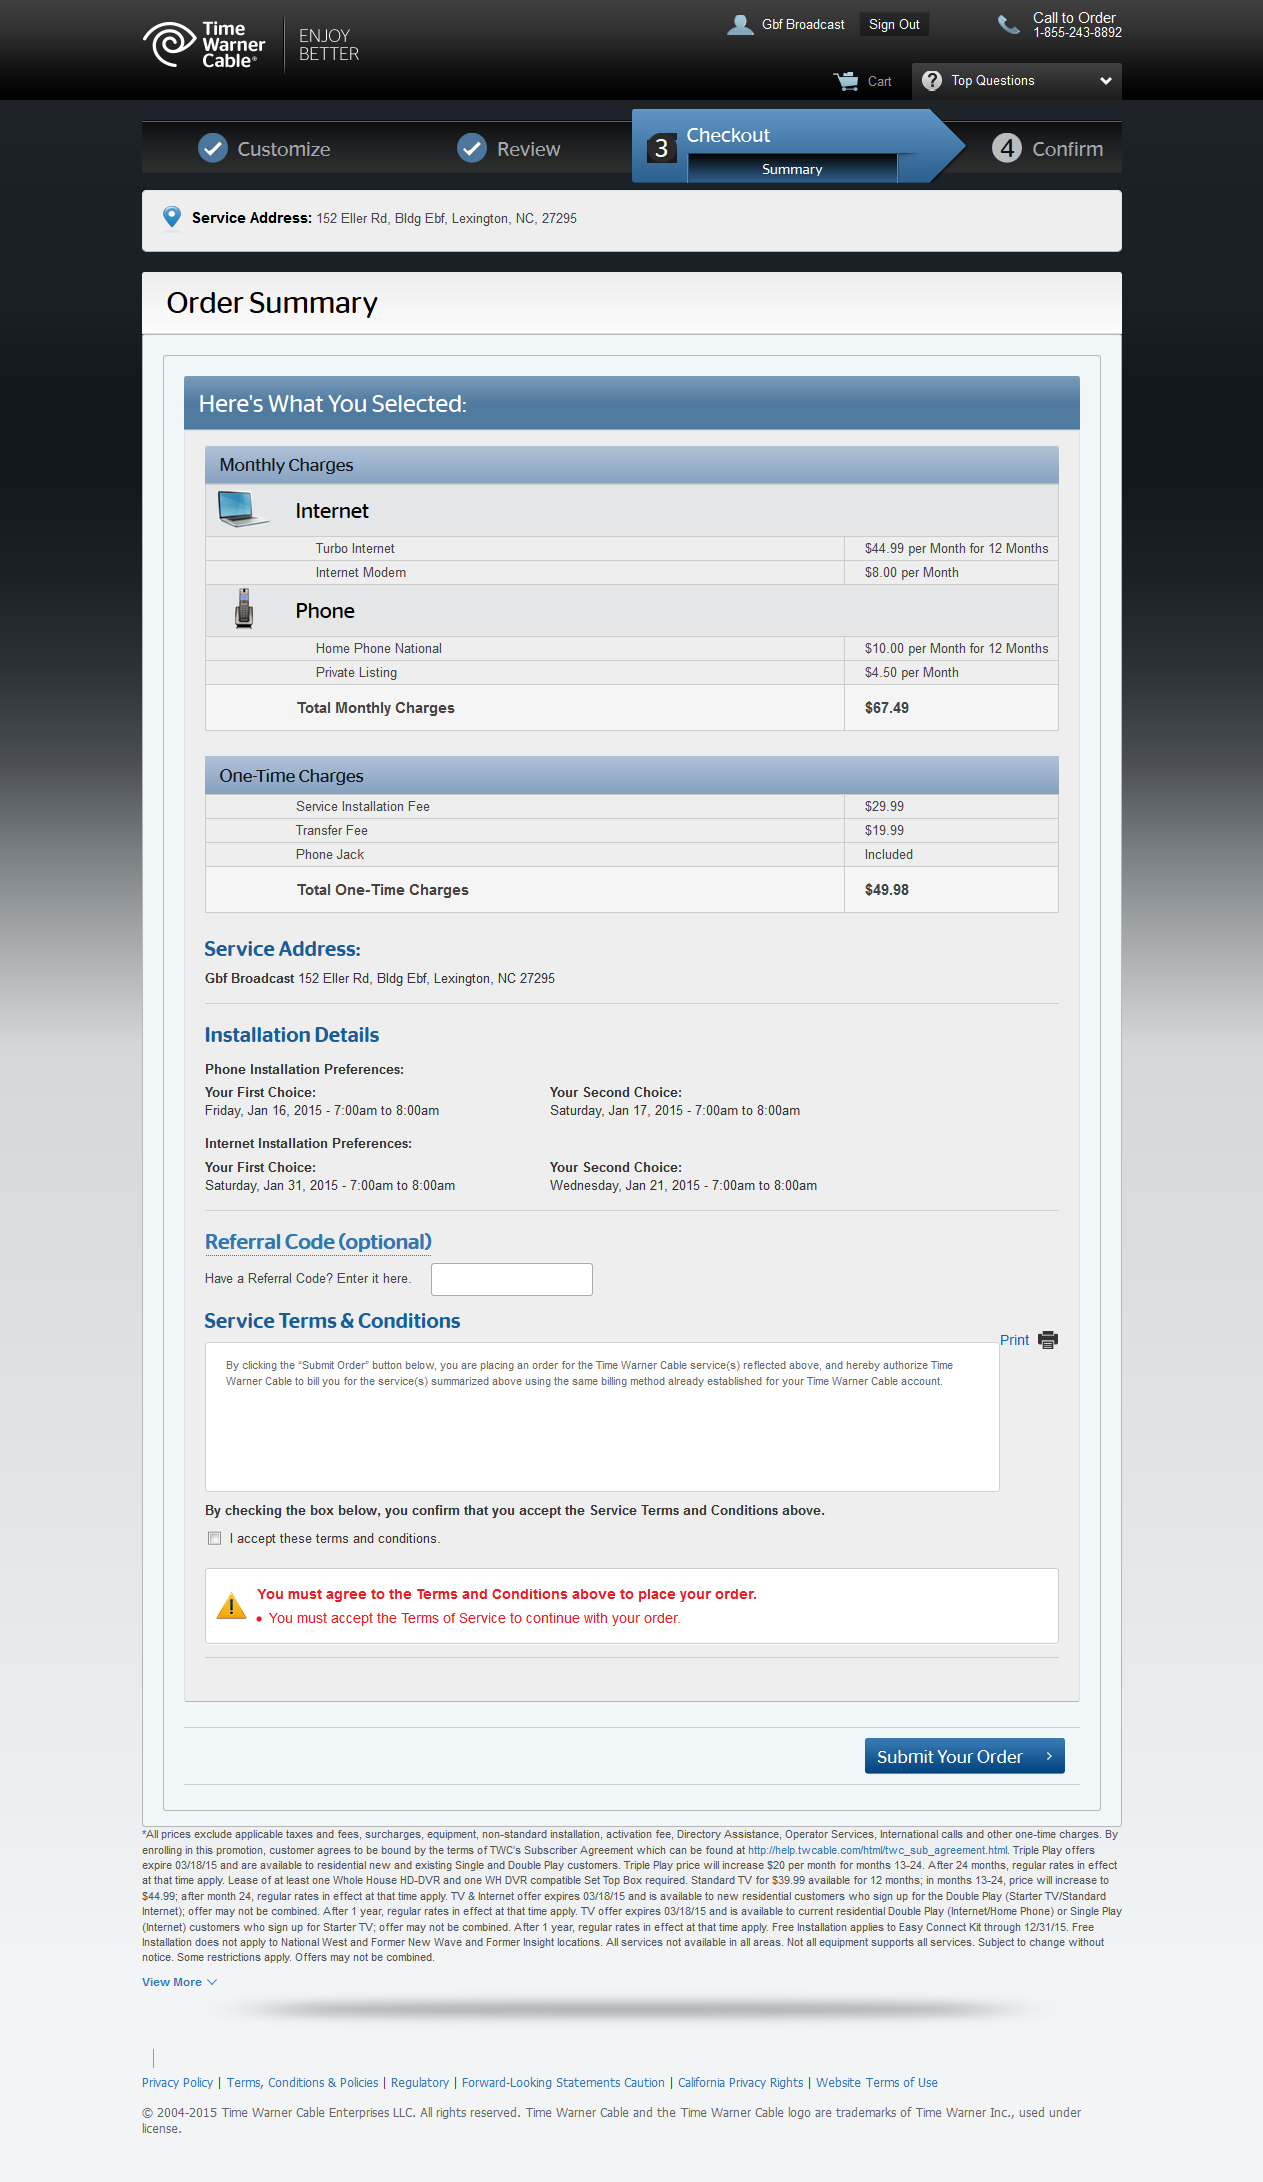 Time
Warner
Cable®
ENJOY
BETTER
Gbf Broadcast
Sign Out
Call to Order
1-855-243-8892
Cart
? Top Questions
Customize
Review
3 Checkout
Summary
4 Confirm
Service Address: 152 Eller Rd, Bldg Ebf, Lexington, NC, 27295
Order Summary
Here's What You Selected:
Monthly Charges
Internet
Turbo Internet $44.99 per Month for 12 Months
Internet Modem $8.00 per Month
Phone
Home Phone National $10.00 per Month for 12 Months
Private Listing $4.50 per Month
Total Monthly Charges $67.49
One-Time Charges
Service Installation Fee $29.99
Transfer Fee $19.99
Phone Jack Included
Total One-Time Charges $49.98
Service Address:
Gbf Broadcast 152 Eller Rd, Bldg Ebf, Lexington, NC 27295
Installation Details
Phone Installation Preferences:
Your First Choice: Your Second Choice:
Friday, Jan 16, 2015 - 7:00am to 8:00am Saturday, Jan 17, 2015 - 7:00am to 8:00am
Internet Installation Preferences:
Your First Choice: Your Second Choice:
Saturday, Jan 31, 2015 - 7:00am to 8:00am Wednesday, Jan 21, 2015 - 7:00am to 8:00am
Referral Code (optional)
Have a Referral Code? Enter it here.
Service Terms & Conditions
Print
By clicking the “Submit Order” button below, you are placing an order for the Time Warner Cable service(s) reflected above, and hereby authorize Time
Warner Cable to bill you for the service(s) summarized above using the same billing method already established for your Time Warner Cable account.
By checking the box below, you confirm that you accept the Service Terms and Conditions above.
I accept these terms and conditions.
You must agree to the Terms and Conditions above to place your order.
• You must accept the Terms of Service to continue with your order.
Submit Your Order ›
*All prices exclude applicable taxes and fees, surcharges, equipment, non-standard installation, activation fee, Directory Assistance, Operator Services, International calls and other one-time charges. By
enrolling in this promotion, customer agrees to be bound by the terms of TWC's Subscriber Agreement which can be found at http://help.twcable.com/html/twc_sub_agreement.html. Triple Play offers
expire 03/18/15 and are available to residential new and existing Single and Double Play customers. Triple Play price will increase $20 per month for months 13-24. After 24 months, regular rates in effect
at that time apply. Lease of at least one Whole House HD-DVR and one WH DVR compatible Set Top Box required. Standard TV for $39.99 available for 12 months; in months 13-24, price will increase to
$44.99; after month 24, regular rates in effect at that time apply. TV & Internet offer expires 03/18/15 and is available to new residential customers who sign up for the Double Play (Starter TV/Standard
Internet); offer may not be combined. After 1 year, regular rates in effect at that time apply. TV offer expires 03/18/15 and is available to current residential Double Play (Internet/Home Phone) or Single Play
(Internet) customers who sign up for Starter TV; offer may not be combined. After 1 year, regular rates in effect at that time apply. Free Installation applies to Easy Connect Kit through 12/31/15. Free
Installation does not apply to National West and Former New Wave and Former Insight locations. All services not available in all areas. Not all equipment supports all services. Subject to change without
notice. Some restrictions apply. Offers may not be combined.
View More
Privacy Policy | Terms, Conditions & Policies | Regulatory | Forward-Looking Statements Caution | California Privacy Rights | Website Terms of Use
© 2004-2015 Time Warner Cable Enterprises LLC. All rights reserved. Time Warner Cable and the Time Warner Cable logo are trademarks of Time Warner Inc., used under
license.